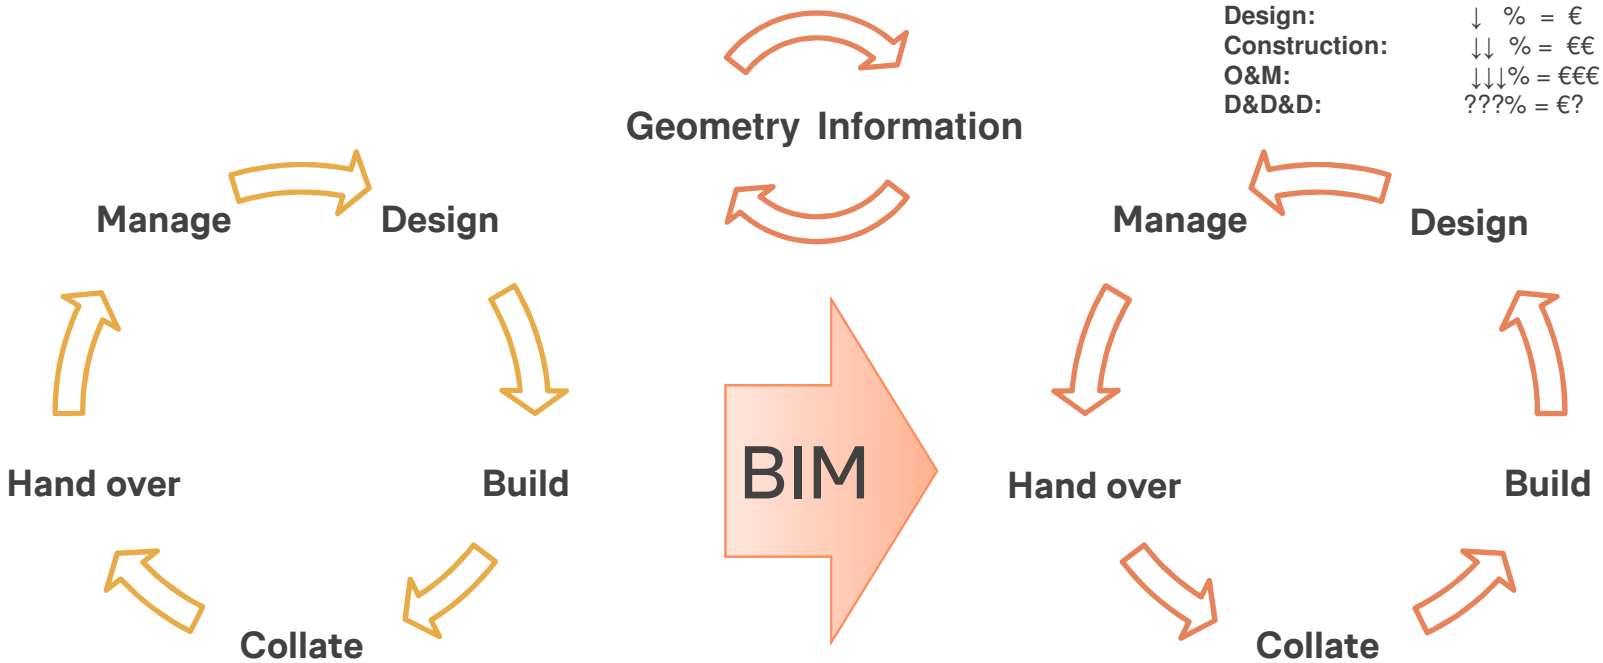 Design: ↓ % = €
Construction: ↓↓ % = €€
O&M: ↓↓↓% = €€€
D&D&D: ???% = €?
Geometry Information
Manage Design
Manage Design
BIM
Hand over Build
Hand over Build
Collate
Collate